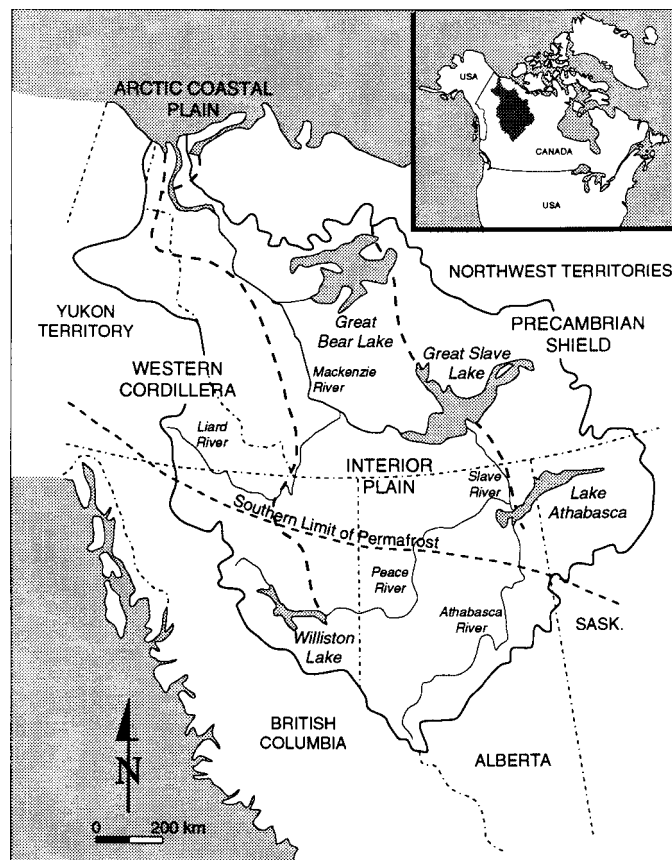 ARCTIC COASTAL
PLAIN
USA
CANADA
USA
NORTHWEST TERRITORIES
YUKON
TERRITORY
Great
Bear Lake
PRECAMBRIAN
SHIELD
WESTERN
CORDILLERA
Mackenzie
River
Great Slave
Lake
Liard
River
INTERIOR
PLAIN
Slave
River
Lake
Athabasca
Southern Limit of Permafrost
Peace
River
Athabasca
River
SASK.
Williston
Lake
BRITISH
COLUMBIA
ALBERTA
N
0 200 km